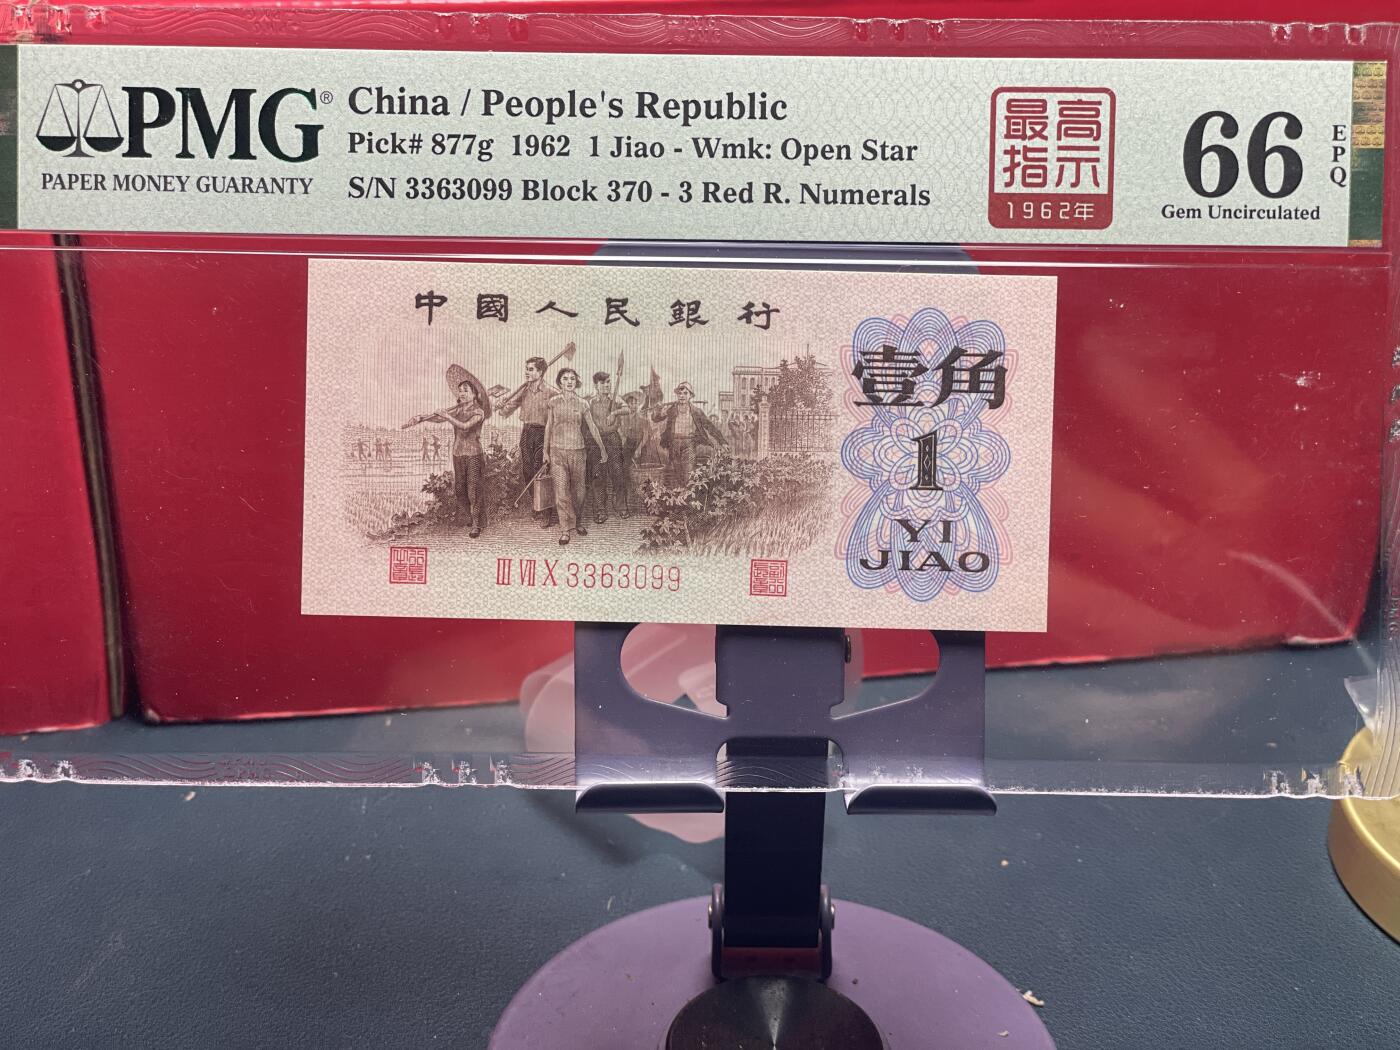 PMG®
PAPER MONEY GUARANTY
China / People's Republic
Pick# 877g 1962 1 Jiao - Wmk: Open Star
S/N 3363099 Block 370 - 3 Red R. Numerals
最高
指示
1962年
66
EPQ
Gem Uncirculated
中國人民銀行
壹角
1
YI
JIAO
III VII X 3363099